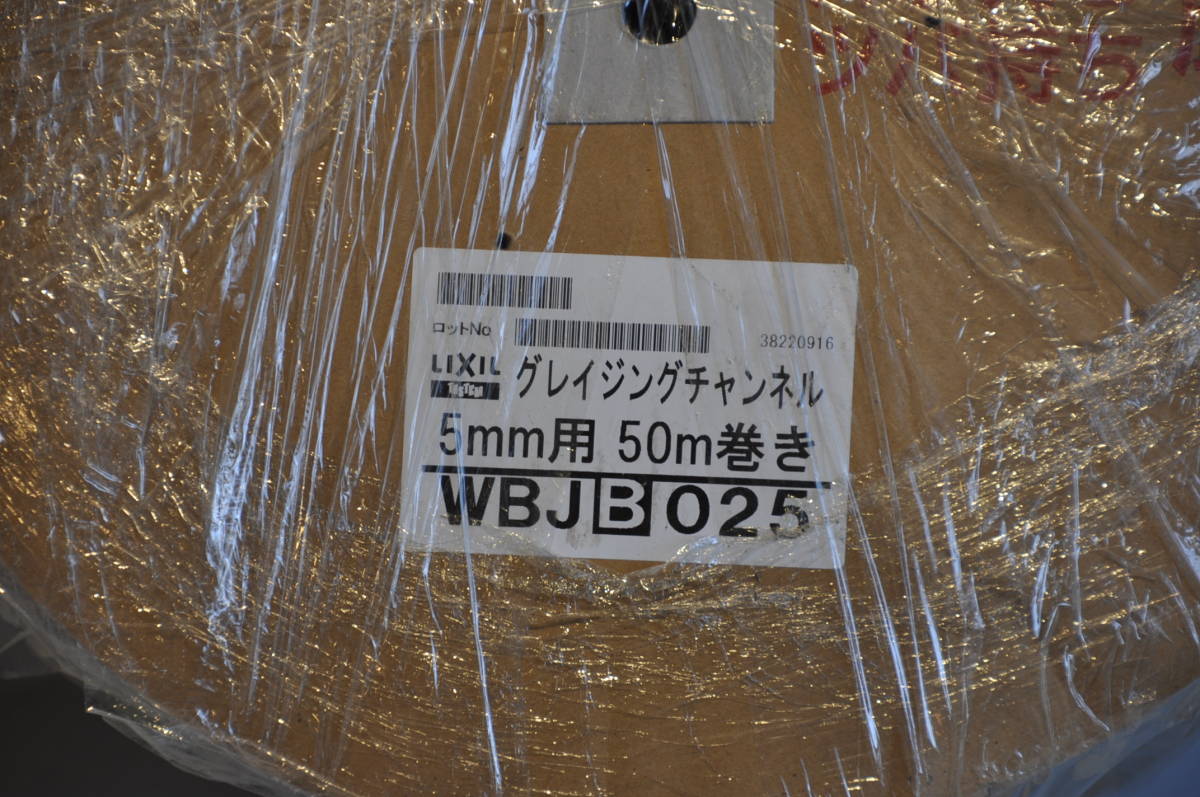 ロットNo
38220916
LIXIL
TOSTEM
グレイジングチャンネル
5mm用 50m巻き
WBJB025